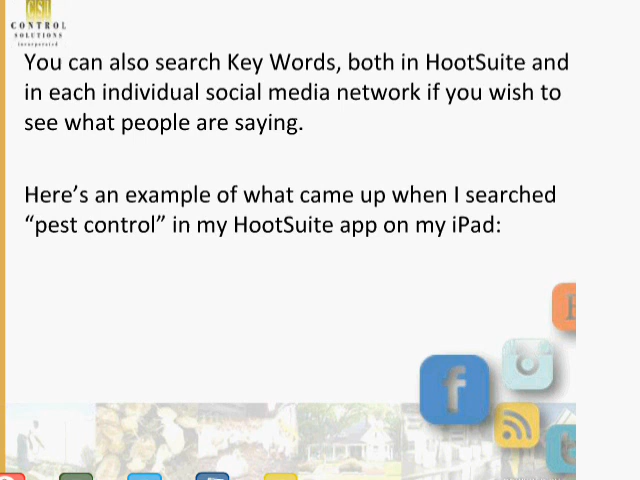 CSI
CONTROL
SOLUTIONS
incorporated
You can also search Key Words, both in HootSuite and
in each individual social media network if you wish to
see what people are saying.
Here’s an example of what came up when I searched
“pest control” in my HootSuite app on my iPad: